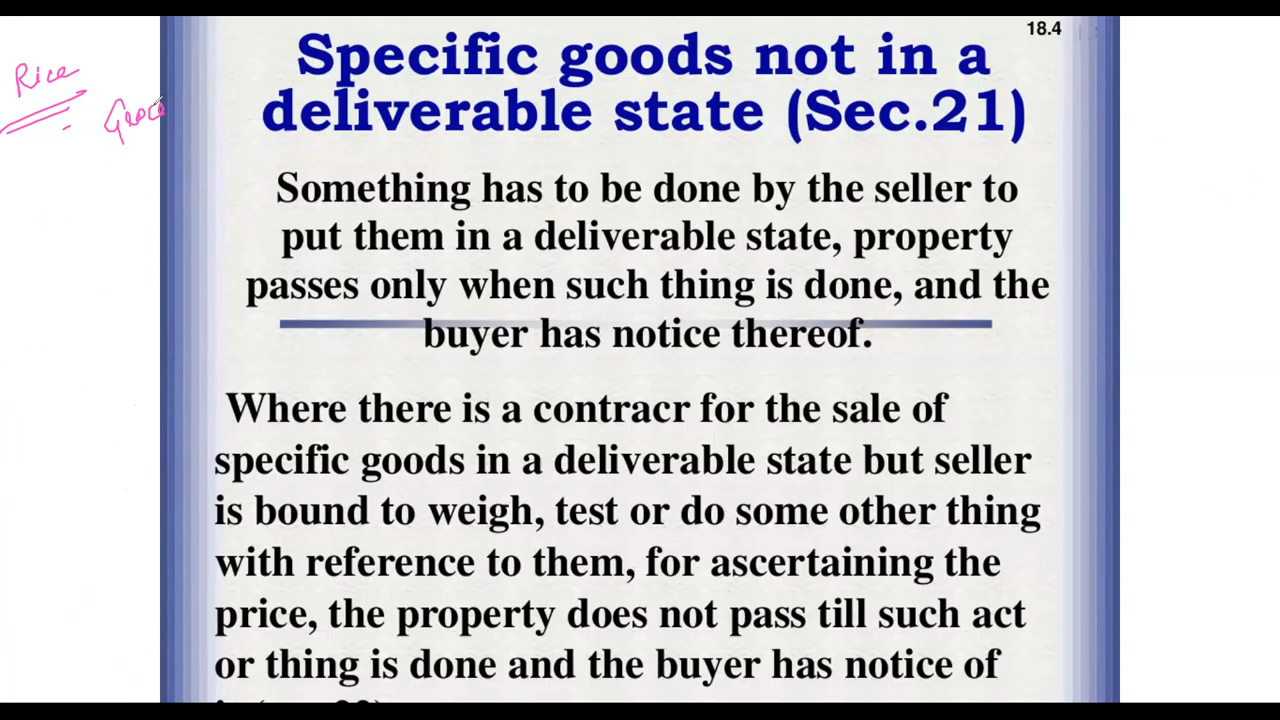 18.4
Specific goods not in a
deliverable state (Sec.21)
Rice
Something has to be done by the seller to
put them in a deliverable state, property
passes only when such thing is done, and the
buyer has notice thereof.
Where there is a contracr for the sale of
specific goods in a deliverable state but seller
is bound to weigh, test or do some other thing
with reference to them, for ascertaining the
price, the property does not pass till such act
or thing is done and the buyer has notice of